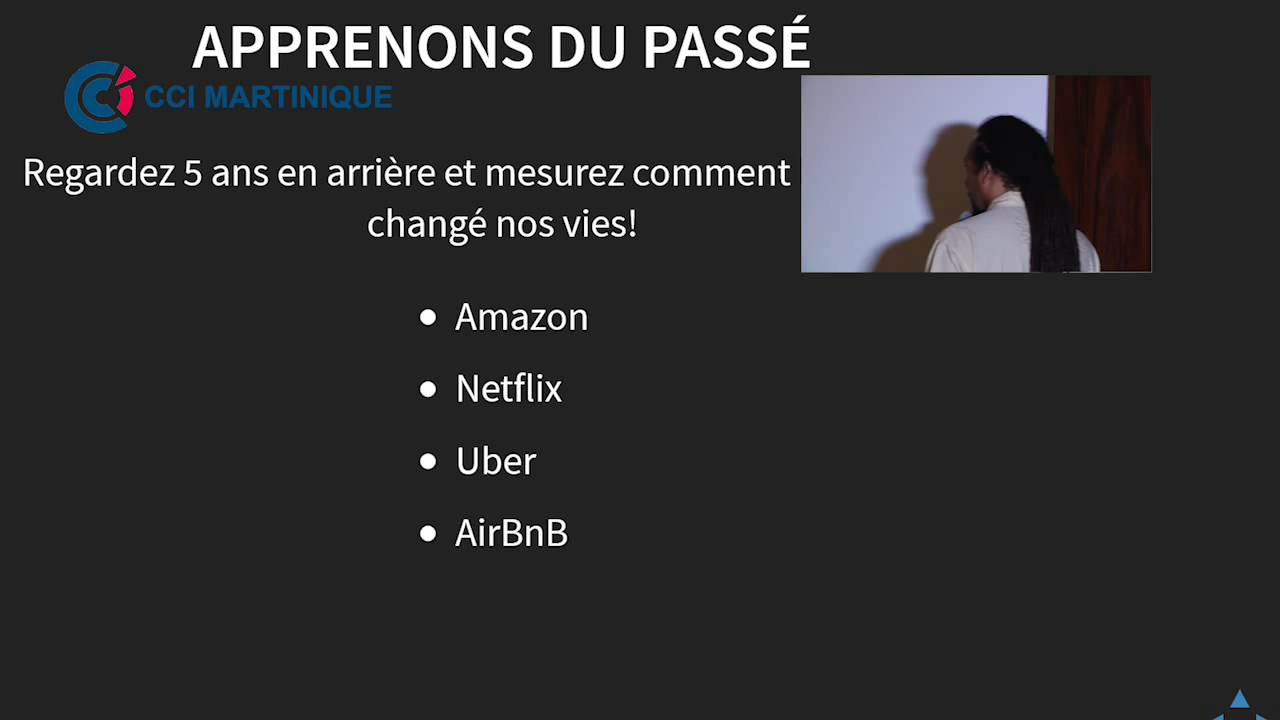 APPRENONS DU PASSÉ
CCI MARTINIQUE
Regardez 5 ans en arrière et mesurez comment
changé nos vies!
Amazon
Netflix
Uber
AirBnB